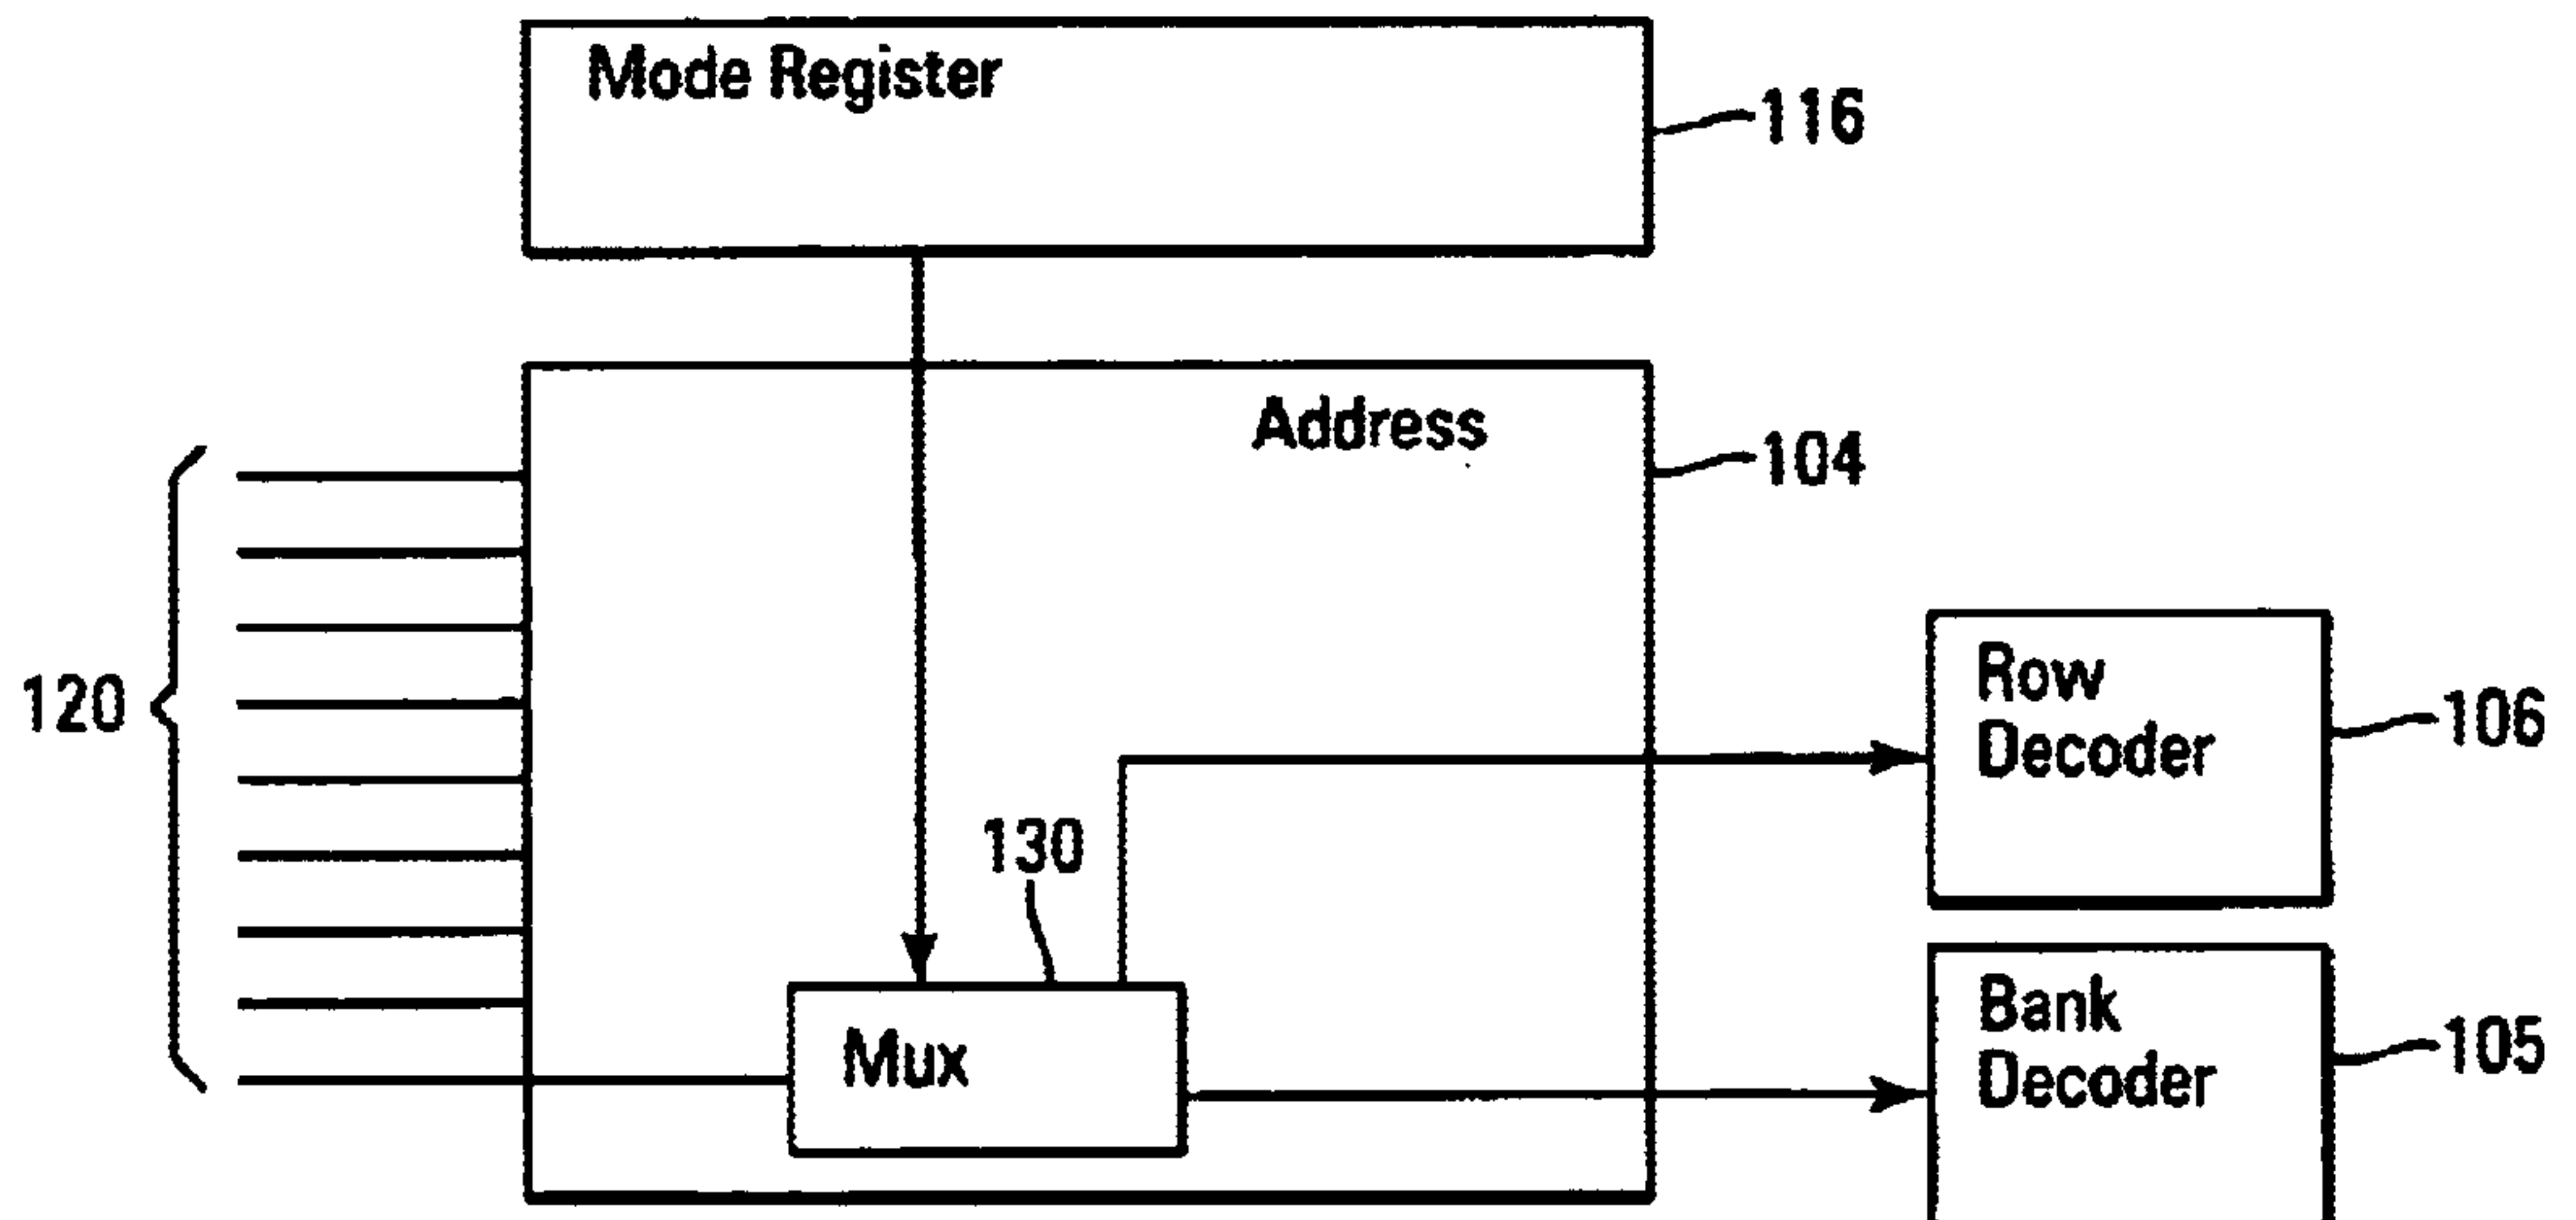 Mode Register
116
Address
104
120
Row
Decoder
106
130
Bank
Decoder
105
Mux